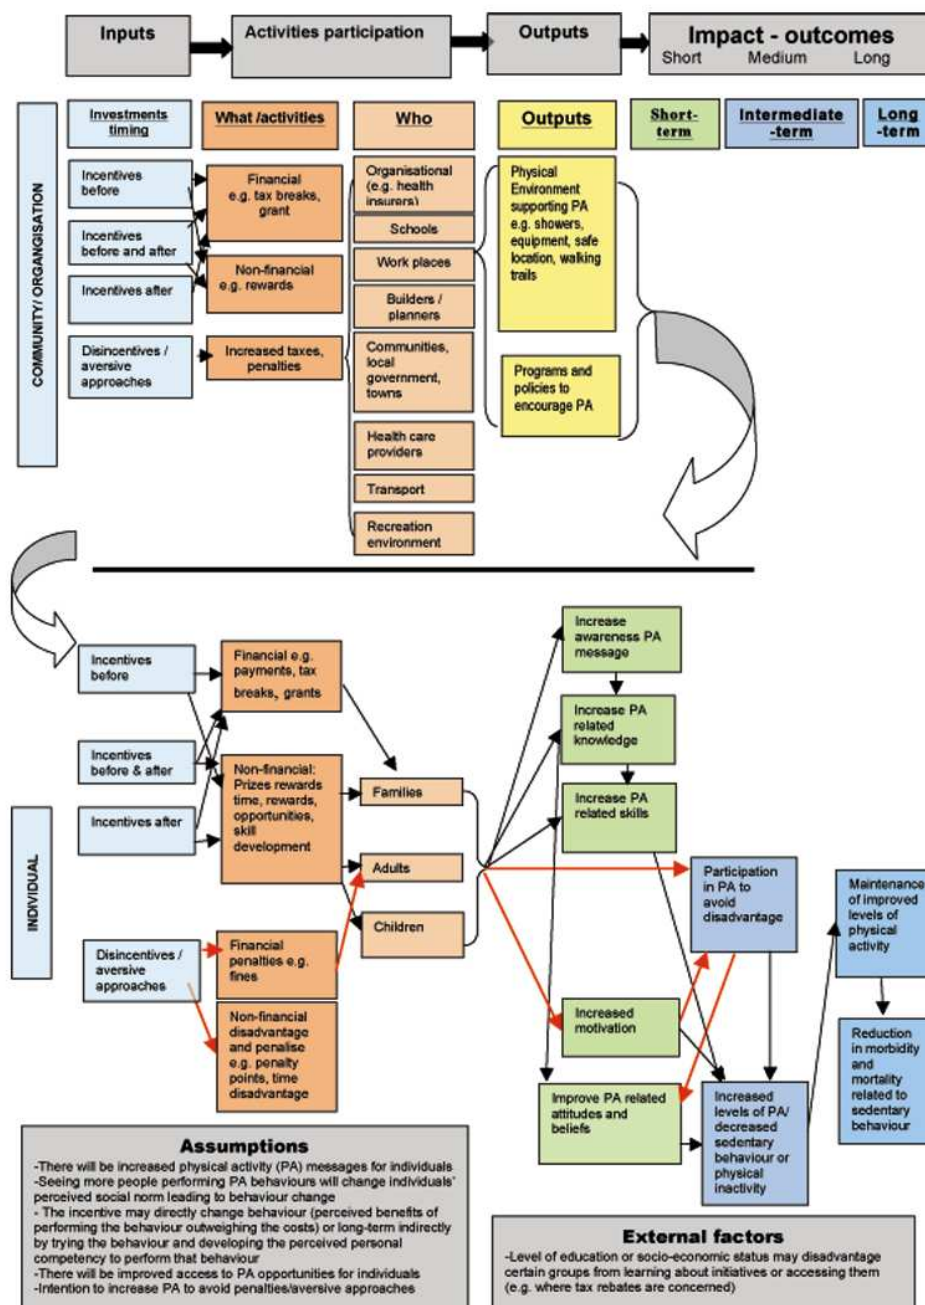 Inputs
Activities participation
Outputs
Impact - outcomes
Short Medium Long
Investments
timing
What /activities
Who
Outputs
Short-
term
Intermediate
-term
Long
-term
COMMUNITY/ ORGANGISATION
Incentives
before
Incentives
before and after
Incentives after
Disincentives /
aversive
approaches
Financial
e.g. tax breaks,
grant
Non-financial
e.g. rewards
Increased taxes,
penalties
Organisational
(e.g. health
insurers)
Schools
Work places
Builders /
planners
Communities,
local
government,
towns
Health care
providers
Transport
Recreation
environment
Physical
Environment
supporting PA
e.g. showers,
equipment, safe
location, walking
trails
Programs and
policies to
encourage PA
INDIVIDUAL
Incentives
before
Incentives
before & after
Incentives after
Disincentives /
aversive
approaches
Financial e.g.
payments, tax
breaks, grants
Non-financial:
Prizes rewards
time, rewards,
opportunities,
skill
development
Financial
penalties e.g.
fines
Non-financial
disadvantage
and penalise
e.g. penalty
points, time
disadvantage
Families
Adults
Children
Increase
awareness PA
message
Increase PA
related
knowledge
Increase PA
related skills
Increased
motivation
Improve PA related
attitudes and
beliefs
Participation
in PA to
avoid
disadvantage
Increased
levels of PA/
decreased
sedentary
behaviour or
physical
inactivity
Maintenance
of improved
levels of
physical
activity
Reduction
in morbidity
and
mortality
related to
sedentary
behaviour
Assumptions
-There will be increased physical activity (PA) messages for individuals
-Seeing more people performing PA behaviours will change individuals'
perceived social norm leading to behaviour change
- The incentive may directly change behaviour (perceived benefits of
performing the behaviour outweighing the costs) or long-term indirectly
by trying the behaviour and developing the perceived personal
competency to perform that behaviour
-There will be improved access to PA opportunities for individuals
-Intention to increase PA to avoid penalties/aversive approaches
External factors
-Level of education or socio-economic status may disadvantage
certain groups from learning about initiatives or accessing them
(e.g. where tax rebates are concerned)